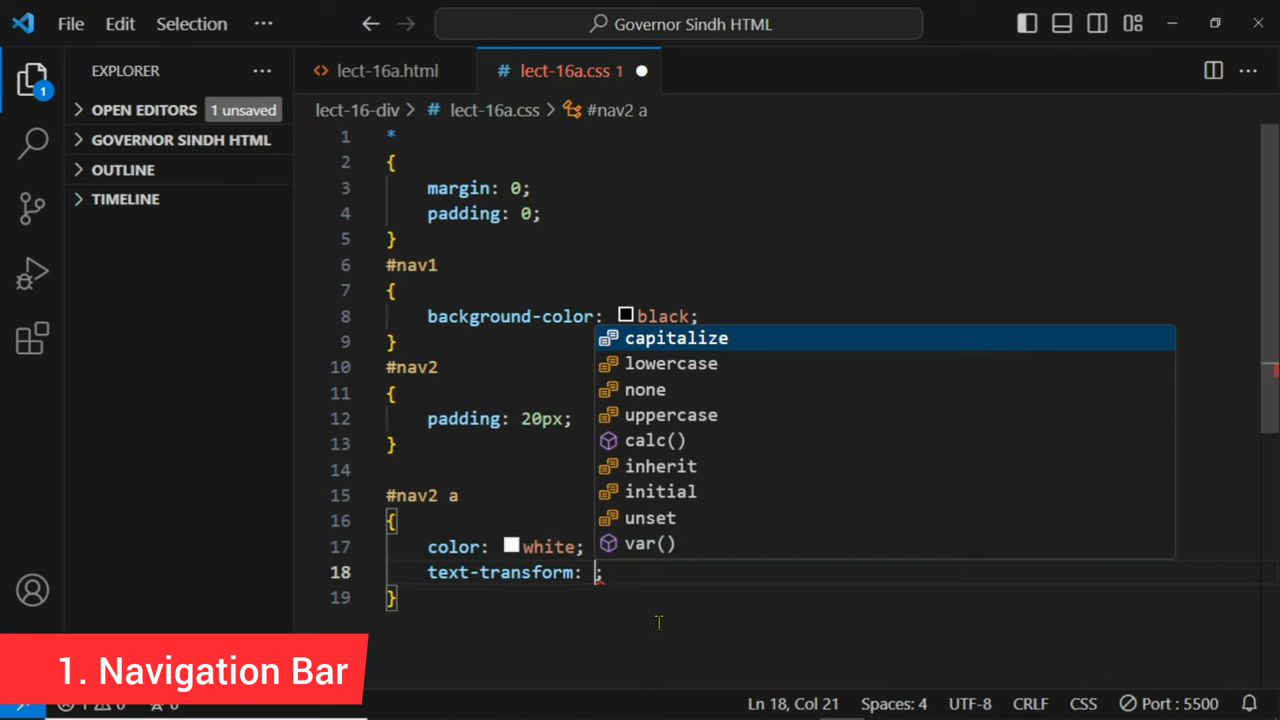 File Edit Selection ··· Governor Sindh HTML
EXPLORER ···
lect-16a.html # lect-16a.css 1
OPEN EDITORS 1 unsaved
GOVERNOR SINDH HTML
OUTLINE
TIMELINE
1
lect-16-div > # lect-16a.css > #nav2 a
1 *
2 {
3 margin: 0;
4 padding: 0;
5 }
6 #nav1
7 {
8 background-color: black;
9 }
10 #nav2
11 {
12 padding: 20px;
13 }
14
15 #nav2 a
16 {
17 color: white;
18 text-transform: ;
19 }
capitalize
lowercase
none
uppercase
calc()
inherit
initial
unset
var()
1. Navigation Bar
Ln 18, Col 21 Spaces: 4 UTF-8 CRLF CSS Port : 5500